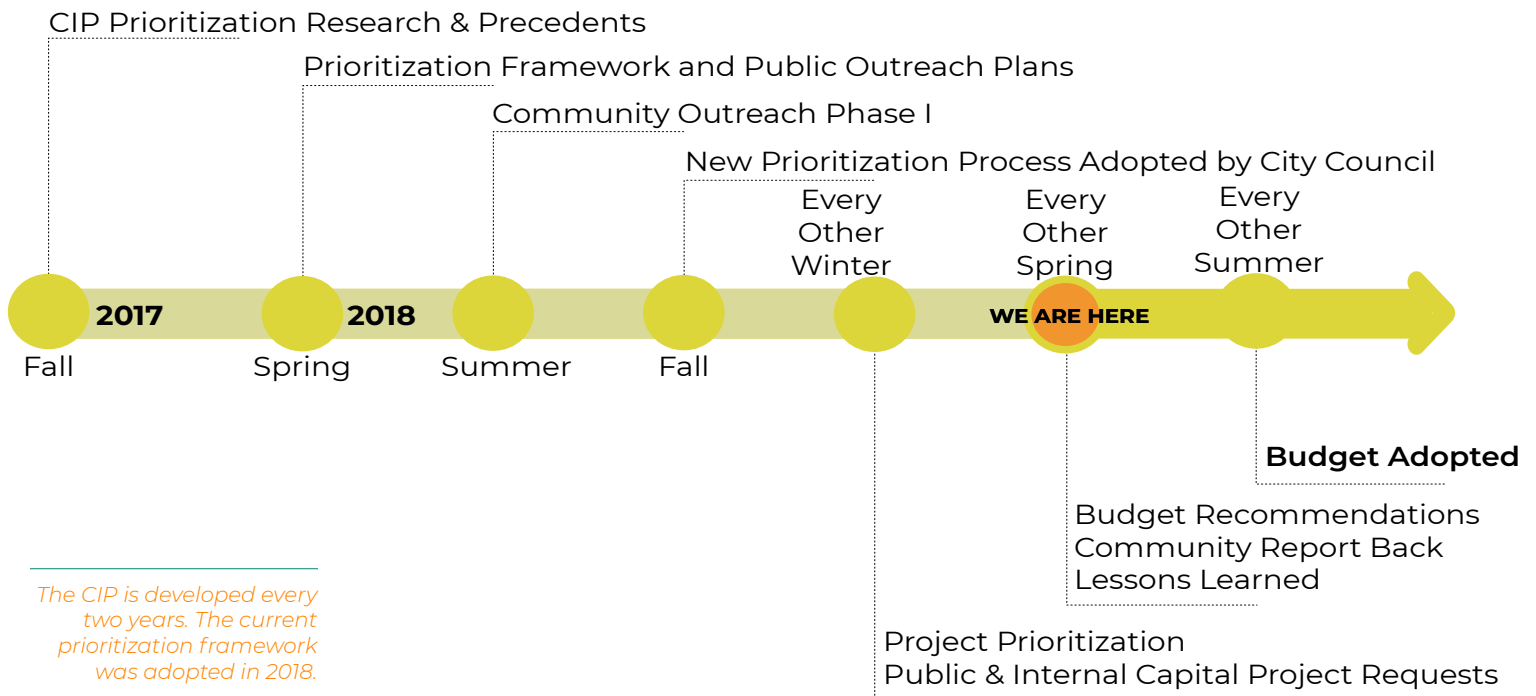 CIP Prioritization Research & Precedents
Prioritization Framework and Public Outreach Plans
Community Outreach Phase I
New Prioritization Process Adopted by City Council
Every
Other
Winter
Every
Other
Spring
Every
Other
Summer
2017
2018
WE ARE HERE
Fall
Spring
Summer
Fall
Budget Adopted
Budget Recommendations
Community Report Back
Lessons Learned
Project Prioritization
Public & Internal Capital Project Requests
The CIP is developed every
two years. The current
prioritization framework
was adopted in 2018.